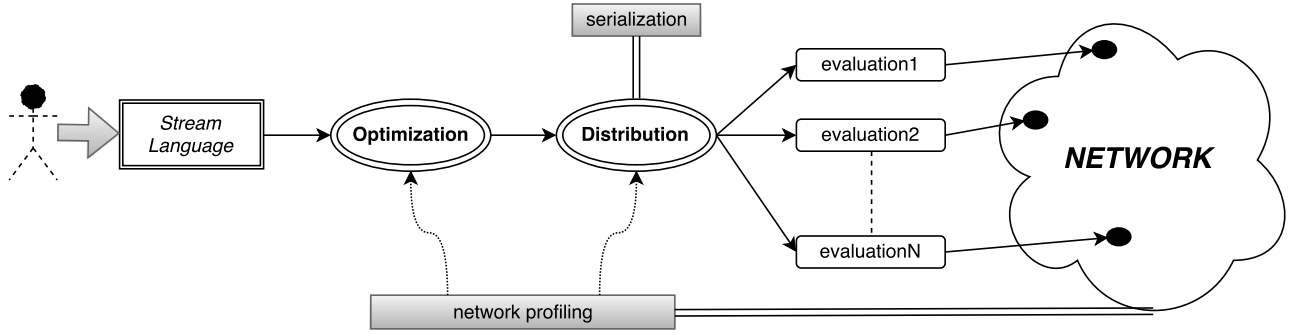 serialization
Stream
Language
Optimization
Distribution
evaluation1
evaluation2
evaluationN
NETWORK
network profiling